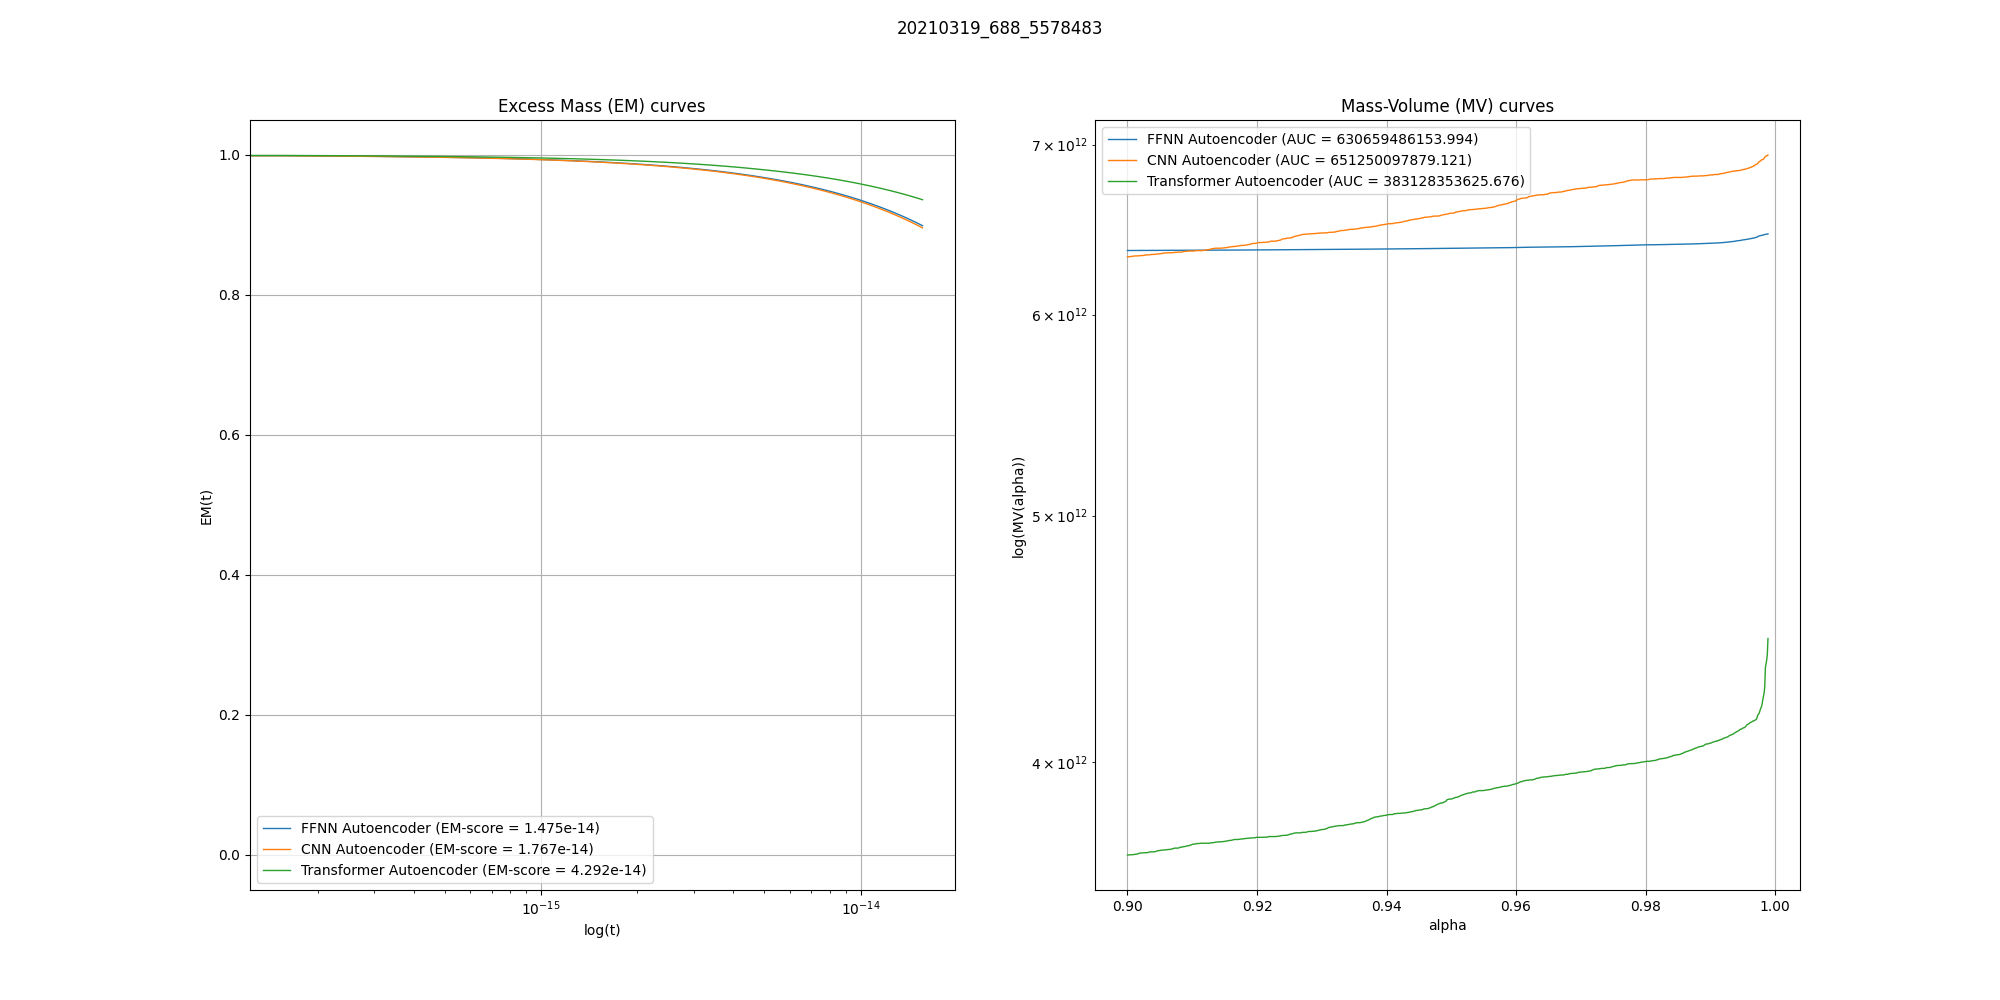 20210319_688_5578483
Excess Mass (EM) curves
EM(t)
1.0
0.8
0.6
0.4
0.2
0.0
FFNN Autoencoder (EM-score = 1.475e-14)
CNN Autoencoder (EM-score = 1.767e-14)
Transformer Autoencoder (EM-score = 4.292e-14)
10⁻¹⁵
10⁻¹⁴
log(t)
Mass-Volume (MV) curves
log(MV(alpha))
7 × 10¹²
6 × 10¹²
5 × 10¹²
4 × 10¹²
FFNN Autoencoder (AUC = 630659486153.994)
CNN Autoencoder (AUC = 651250097879.121)
Transformer Autoencoder (AUC = 383128353625.676)
0.90
0.92
0.94
0.96
0.98
1.00
alpha